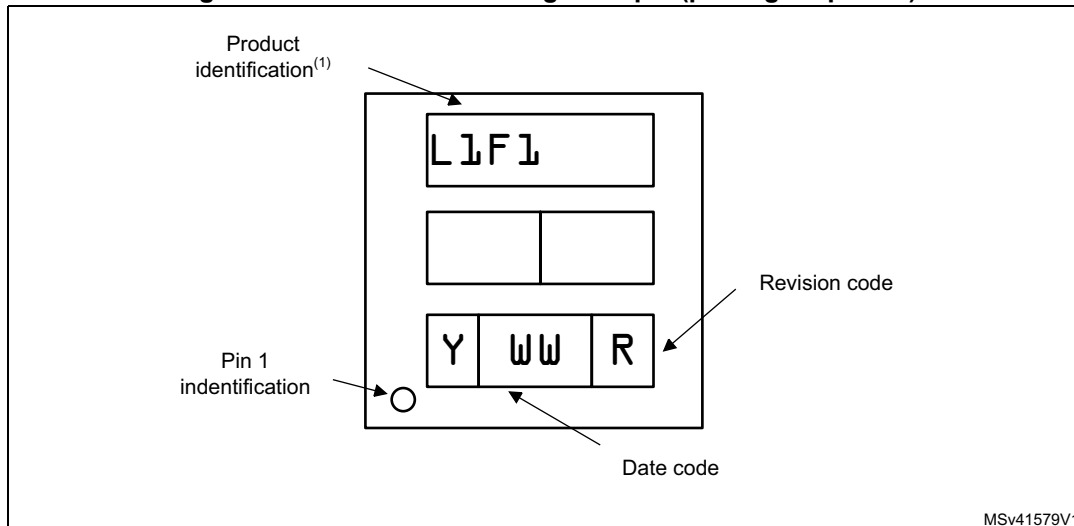 Product
identification(1)
L1F1
Y WW R
Revision code
Pin 1
indentification
Date code
MSv41579V1